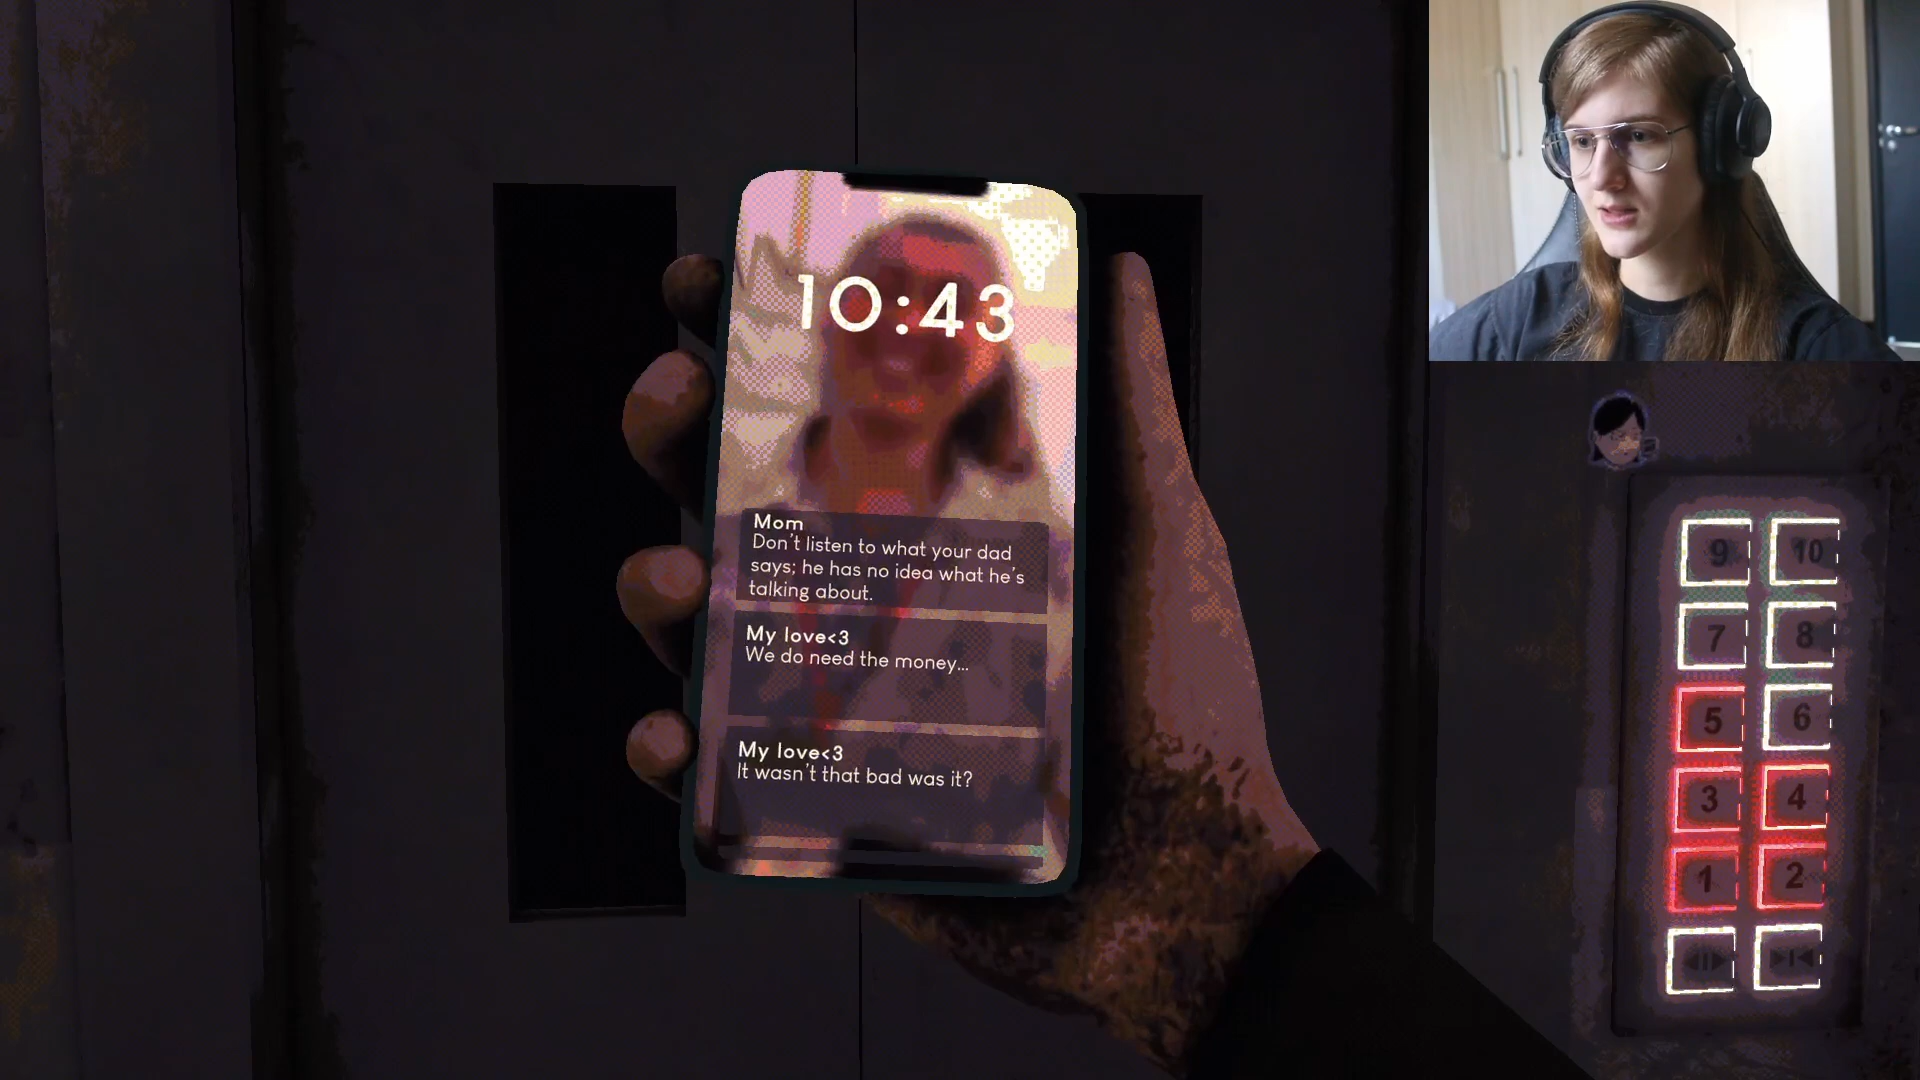 10:43
Mom
Don't listen to what your dad
says; he has no idea what he's
talking about.
My love<3
We do need the money...
My love<3
It wasn't that bad was it?
9 10
7 8
5 6
3 4
1 2